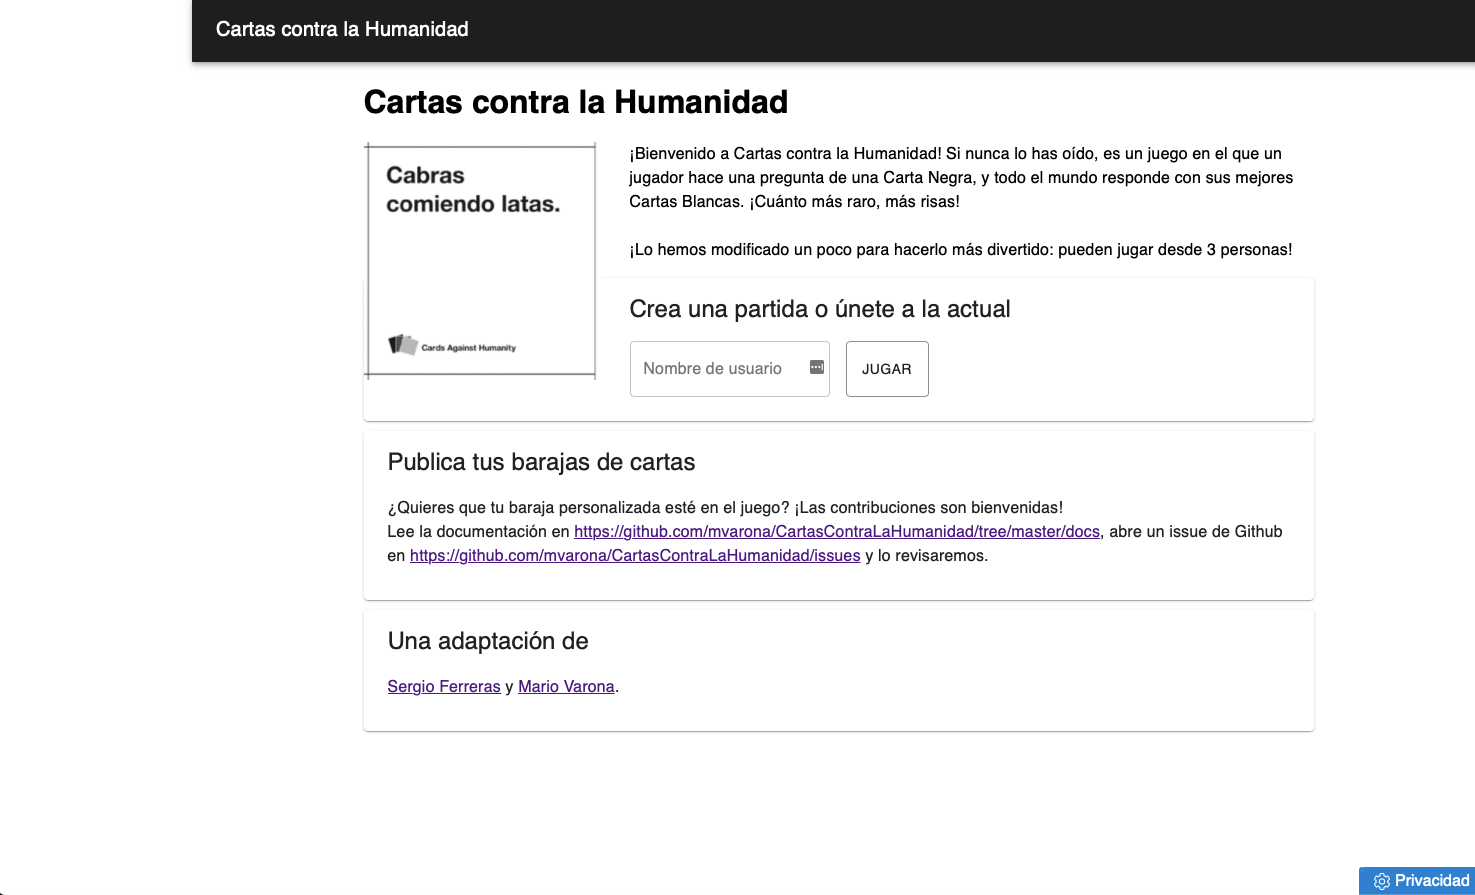 Cartas contra la Humanidad
Cartas contra la Humanidad
Cabras
comiendo latas.
Cards Against Humanity
¡Bienvenido a Cartas contra la Humanidad! Si nunca lo has oído, es un juego en el que un
jugador hace una pregunta de una Carta Negra, y todo el mundo responde con sus mejores
Cartas Blancas. ¡Cuánto más raro, más risas!
¡Lo hemos modificado un poco para hacerlo más divertido: pueden jugar desde 3 personas!
Crea una partida o únete a la actual
Nombre de usuario
JUGAR
Publica tus barajas de cartas
¿Quieres que tu baraja personalizada esté en el juego? ¡Las contribuciones son bienvenidas!
Lee la documentación en https://github.com/mvarona/CartasContraLaHumanidad/tree/master/docs, abre un issue de Github
en https://github.com/mvarona/CartasContraLaHumanidad/issues y lo revisaremos.
Una adaptación de
Sergio Ferreras y Mario Varona.
Privacidad